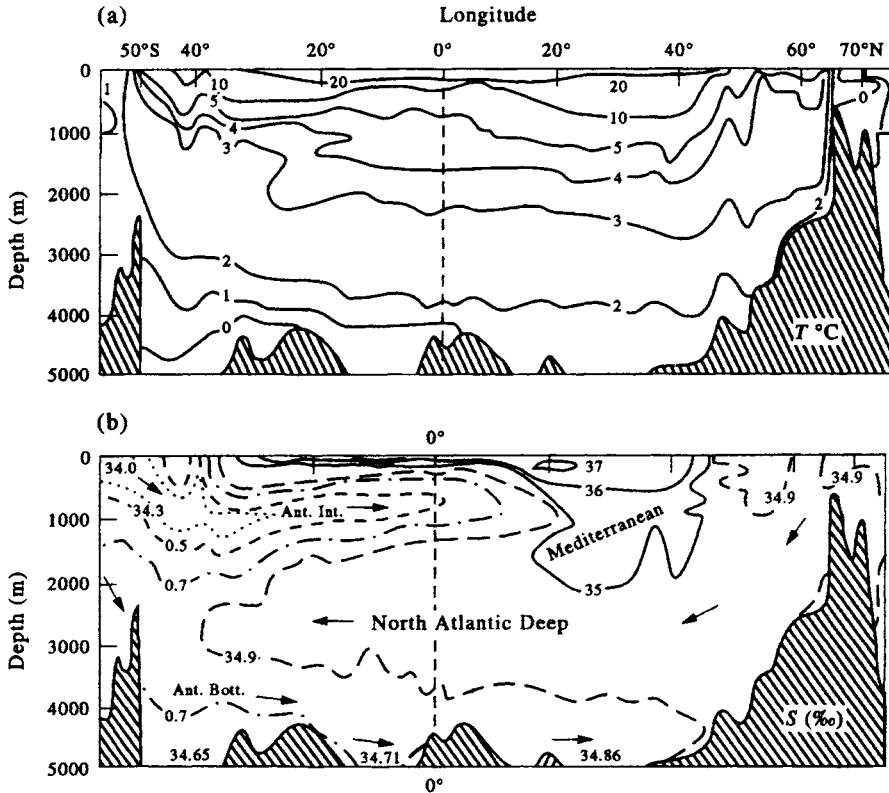 (a) Longitude
50°S 40° 20° 0° 20° 40° 60° 70°N
0
1000
2000
3000
4000
5000
Depth (m)
1 10 20 20 0
5 10
4 5
3 4
3
2 2 2
1
0
T °C
(b)
0°
0
1000
2000
3000
4000
5000
Depth (m)
34.0 37 34.9
34.3 Ant. Int. 36 34.9
0.5 Mediterranean
0.7 35
North Atlantic Deep
34.9
Ant. Bott.
0.7 S (‰)
34.65 34.71 34.86
0°